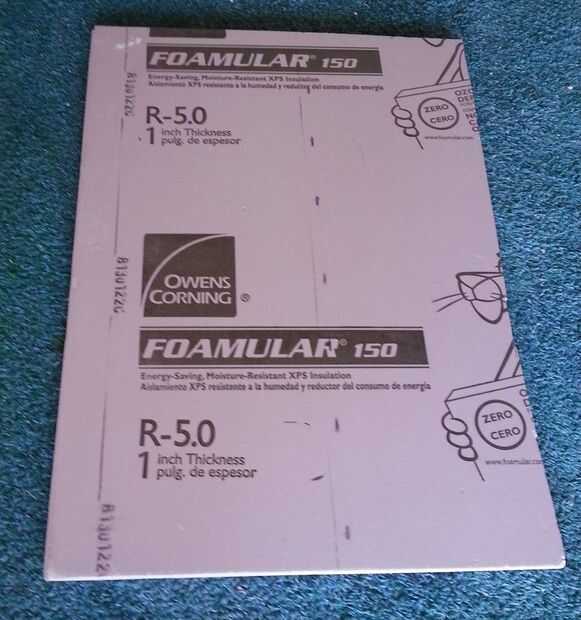 FOAMULAR® 150
Energy-Saving, Moisture-Resistant XPS Insulation
Aislamiento XPS resistente a la humedad y reductor del consumo de energía
R-5.0
1 inch Thickness
pulg. de espesor
ZERO
CERO
www.foamular.com
OWENS
CORNING ®
FOAMULAR® 150
Energy-Saving, Moisture-Resistant XPS Insulation
Aislamiento XPS resistente a la humedad y reductor del consumo de energía
R-5.0
1 inch Thickness
pulg. de espesor
ZERO
CERO
www.foamular.com